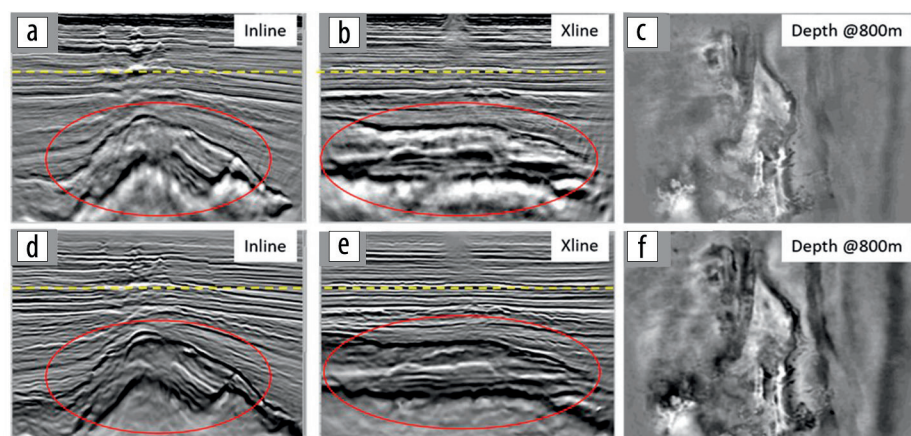 a
Inline
b
Xline
c
Depth @800m
d
Inline
e
Xline
f
Depth @800m